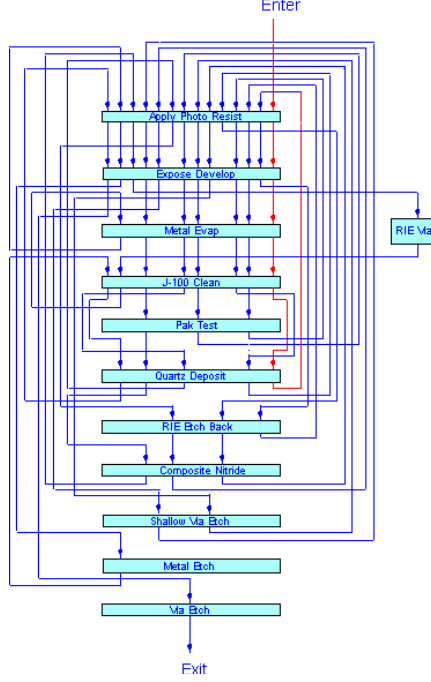 Enter
Apply Photo Resist
Expose Develop
Metal Evap
RIE Via
J-100 Clean
Pak Test
Quartz Deposit
RIE Etch Back
Composite Nitride
Shallow Via Etch
Metal Etch
Via Etch
Exit